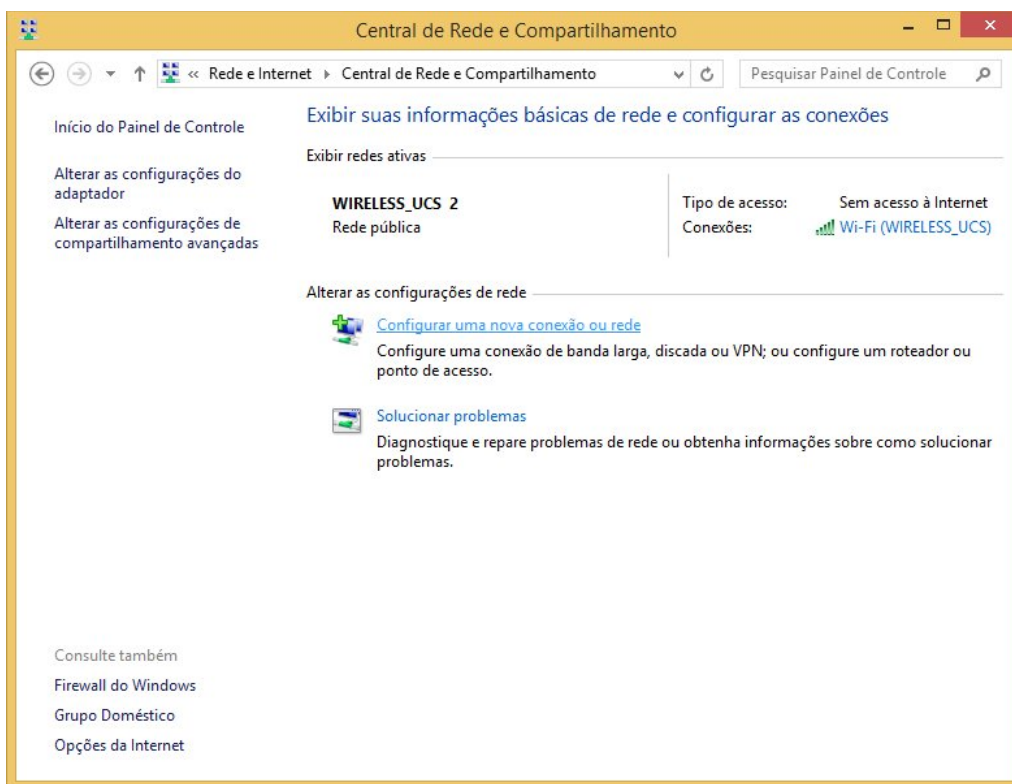 Central de Rede e Compartilhamento
« Rede e Internet Central de Rede e Compartilhamento
Pesquisar Painel de Controle
Início do Painel de Controle
Alterar as configurações do
adaptador
Alterar as configurações de
compartilhamento avançadas
Exibir suas informações básicas de rede e configurar as conexões
Exibir redes ativas
WIRELESS_UCS 2
Rede pública
Tipo de acesso: Sem acesso à Internet
Conexões: Wi-Fi (WIRELESS_UCS)
Alterar as configurações de rede
Configurar uma nova conexão ou rede
Configure uma conexão de banda larga, discada ou VPN; ou configure um roteador ou
ponto de acesso.
Solucionar problemas
Diagnostique e repare problemas de rede ou obtenha informações sobre como solucionar
problemas.
Consulte também
Firewall do Windows
Grupo Doméstico
Opções da Internet